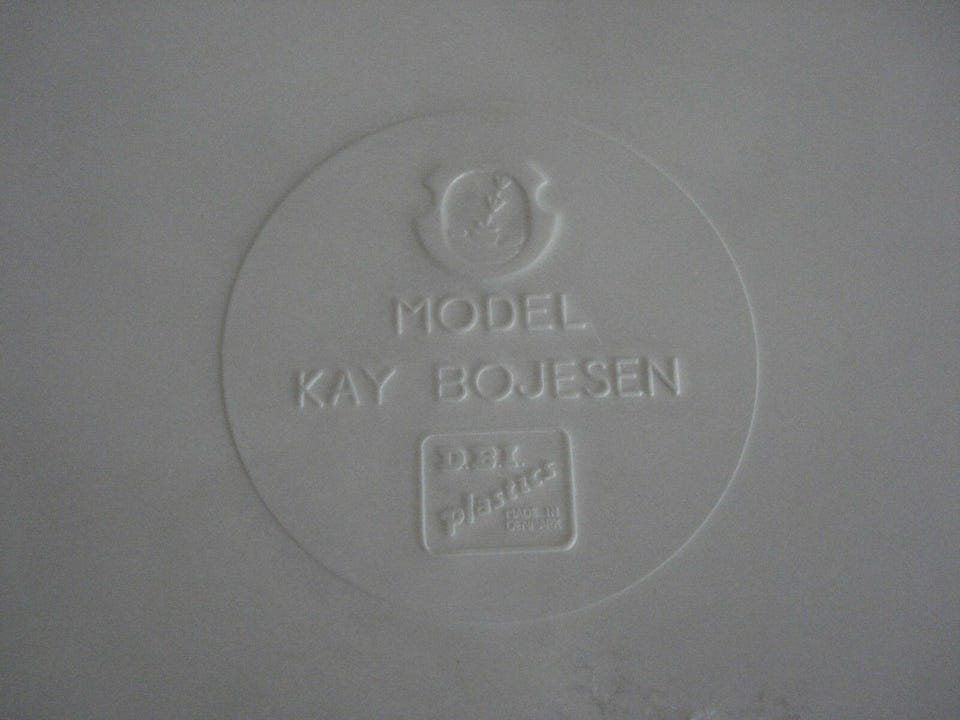 MODEL
KAY BOJESEN
D.B.I.
plastics
MADE IN
DENMARK